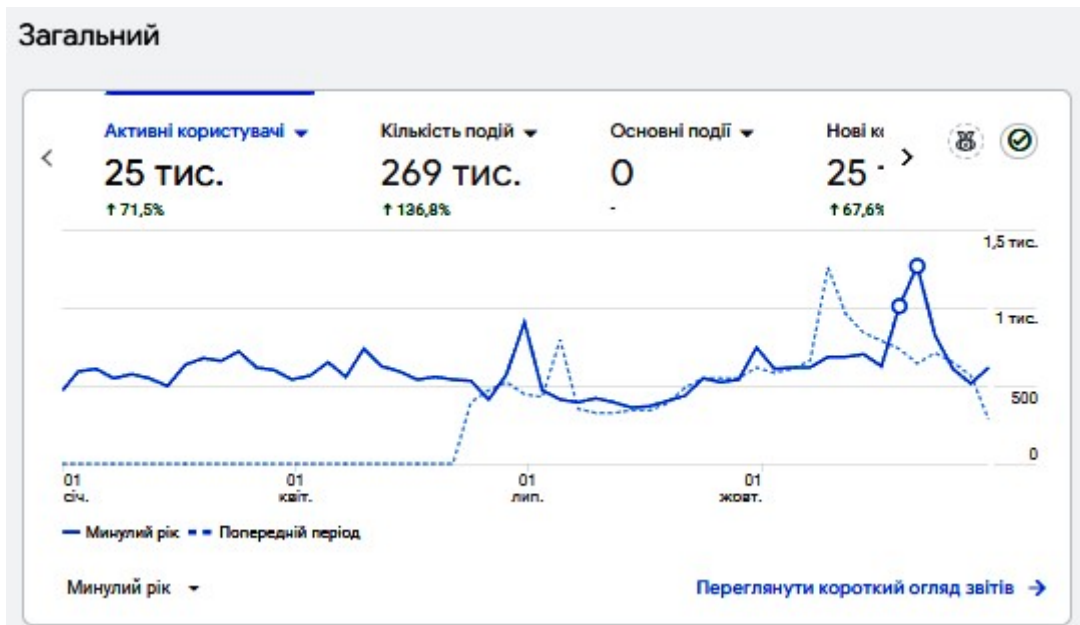 Загальний
Активні користувачі
25 тис.
↑ 71,5%
Кількість подій
269 тис.
↑ 136,8%
Основні події
0
-
Нові к
25
↑ 67,6%
1,5 тис.
1 тис.
500
0
01
січ.
01
квіт.
01
лип.
01
жовт.
Минулий рік
Попередній період
Минулий рік
Переглянути короткий огляд звітів →